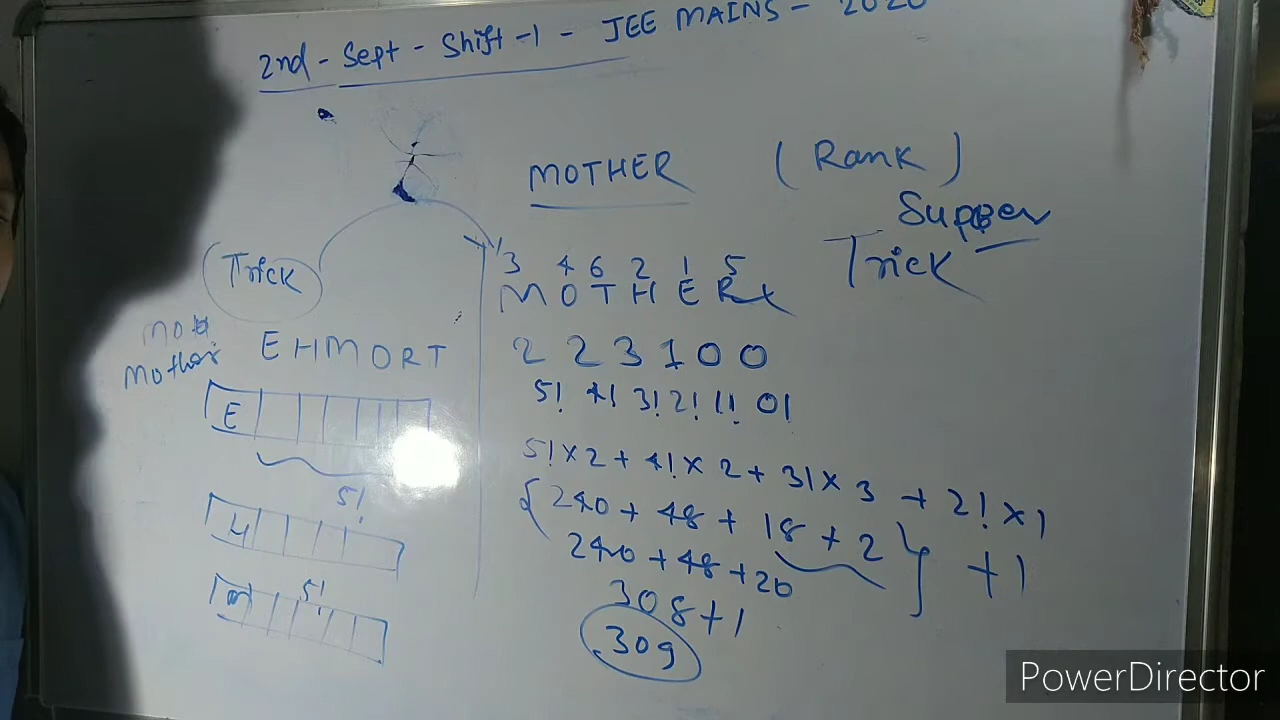 2nd - Sept - Shift - 1 - JEE MAINS - 2020
MOTHER (Rank)
Supper
Trick
Trick
3 4 6 2 1 5
MOTHER
Mother
EHMORT
2 2 3 1 0 0
5! 4! 3! 2! 1! 0!
E
5!
H
5!
M
5!×2 + 4!×2 + 3!×3 + 2!×1
{240 + 48 + 18 + 2} + 1
240 + 48 + 20
308 + 1
309
PowerDirector